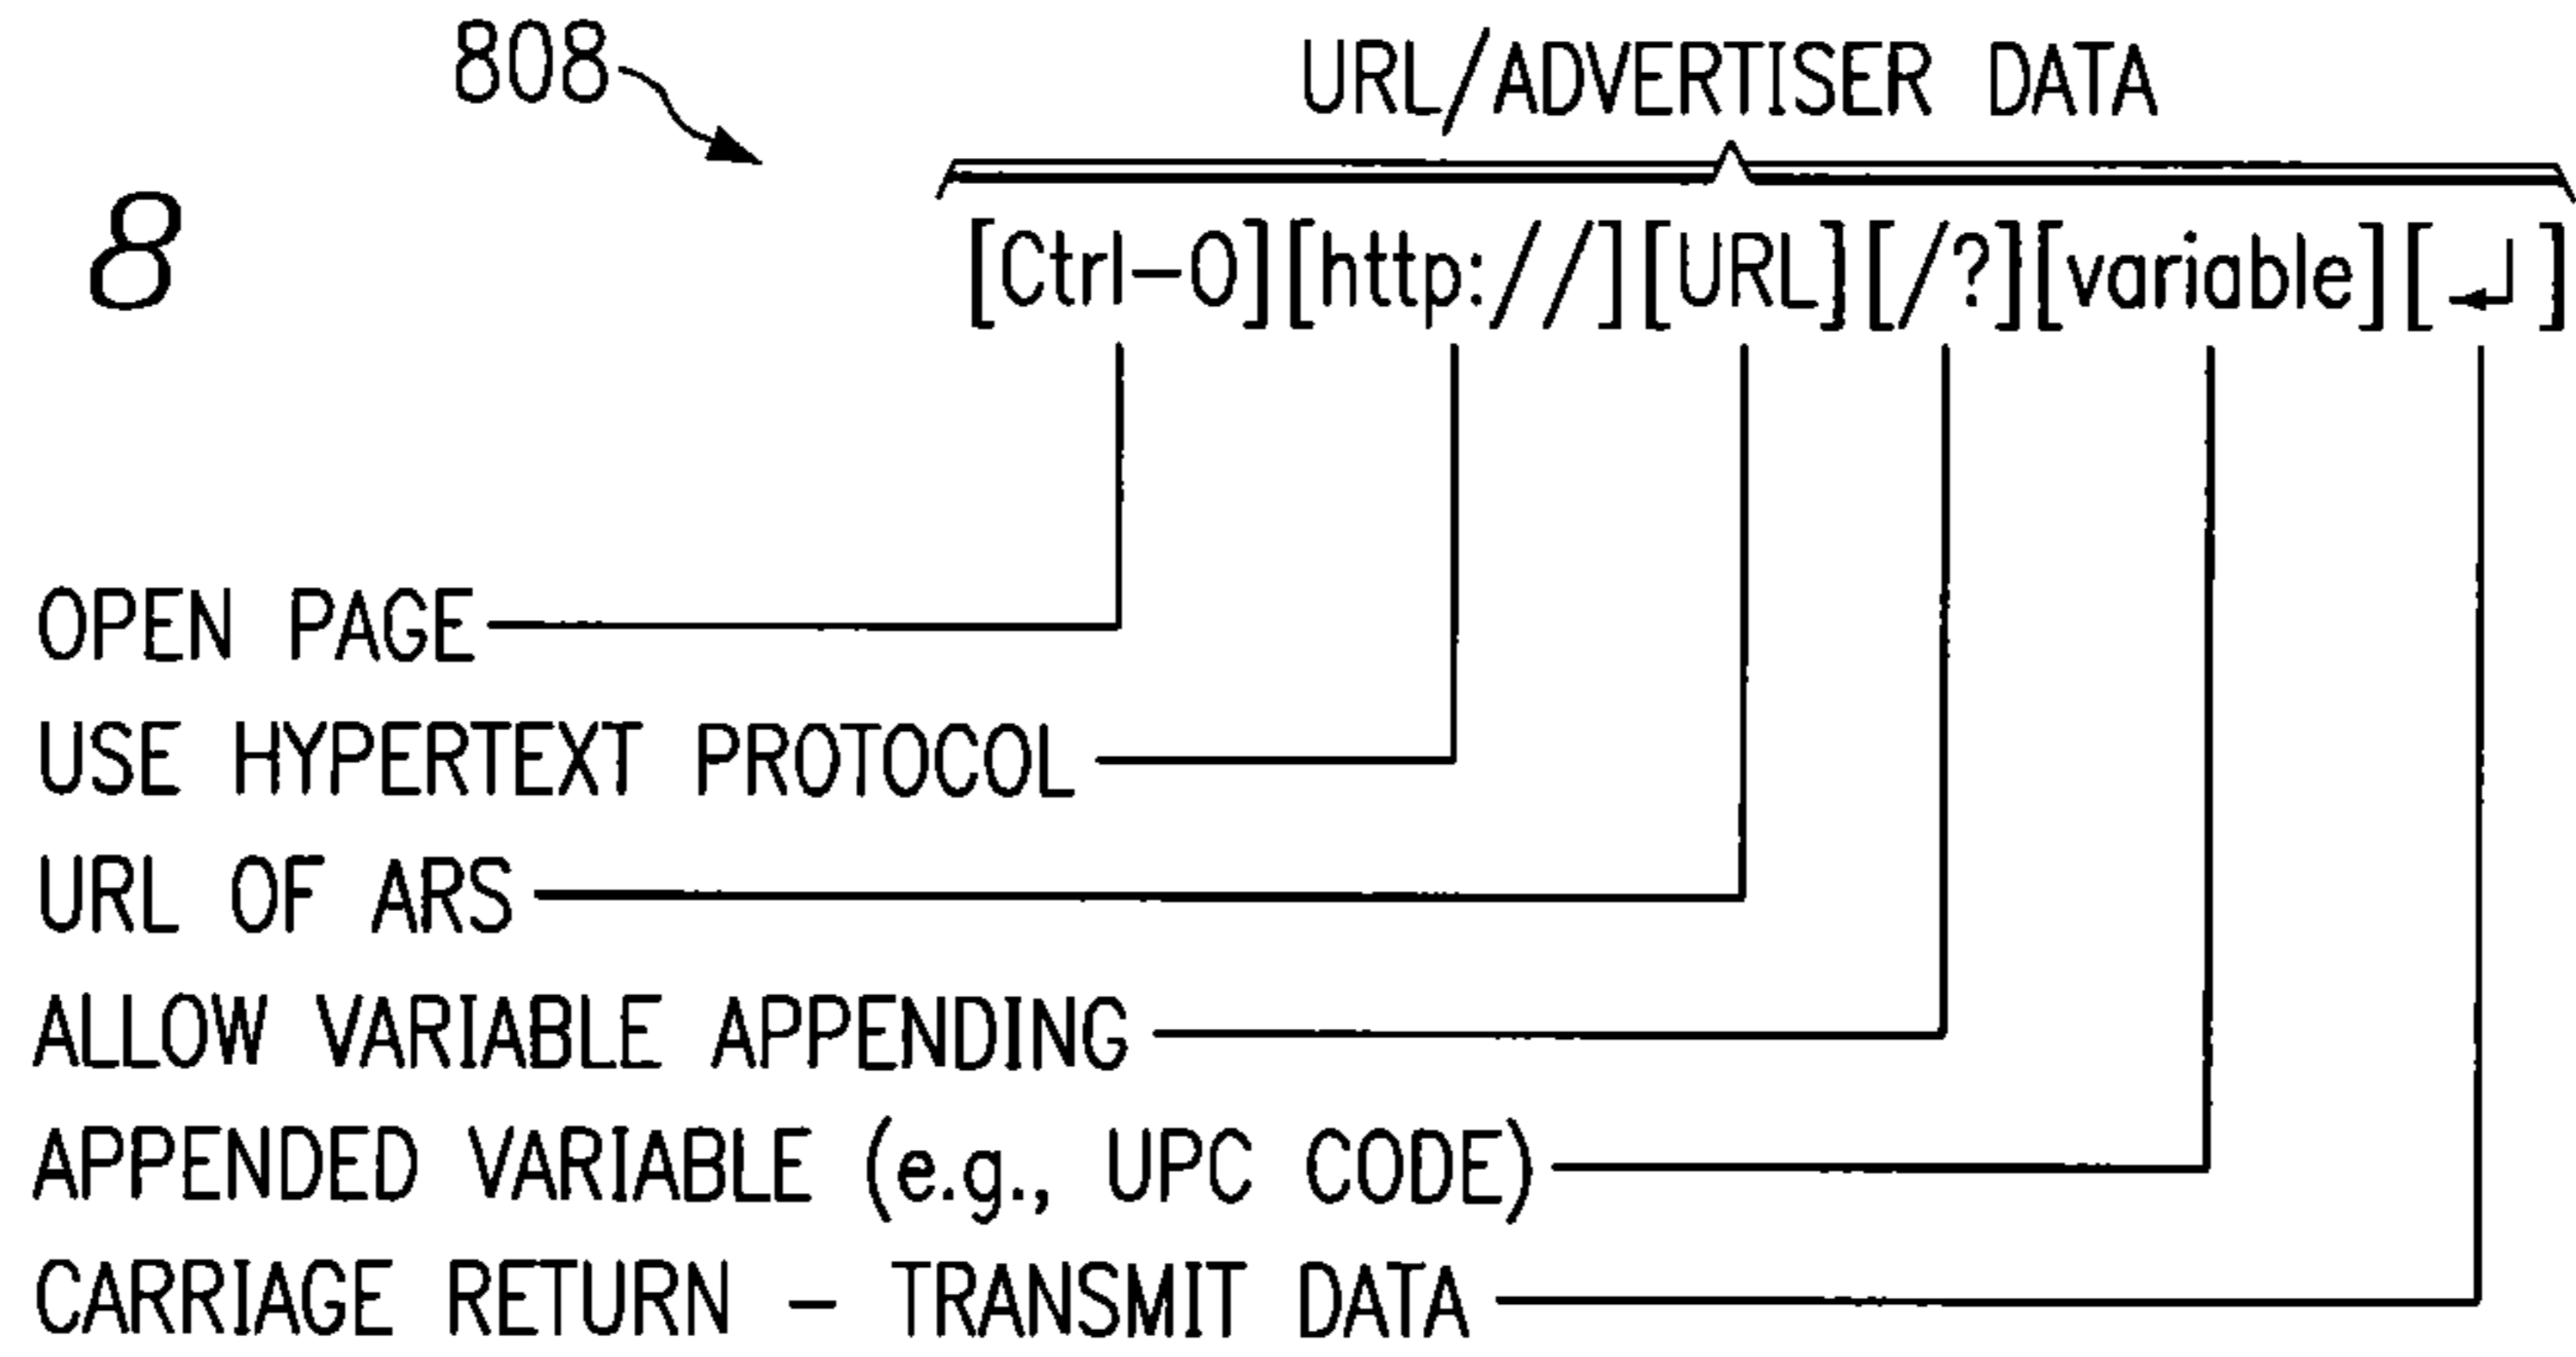 808
URL/ADVERTISER DATA
8
[Ctrl-O][http://][URL][/?][variable][↵]
OPEN PAGE
USE HYPERTEXT PROTOCOL
URL OF ARS
ALLOW VARIABLE APPENDING
APPENDED VARIABLE (e.g., UPC CODE)
CARRIAGE RETURN - TRANSMIT DATA